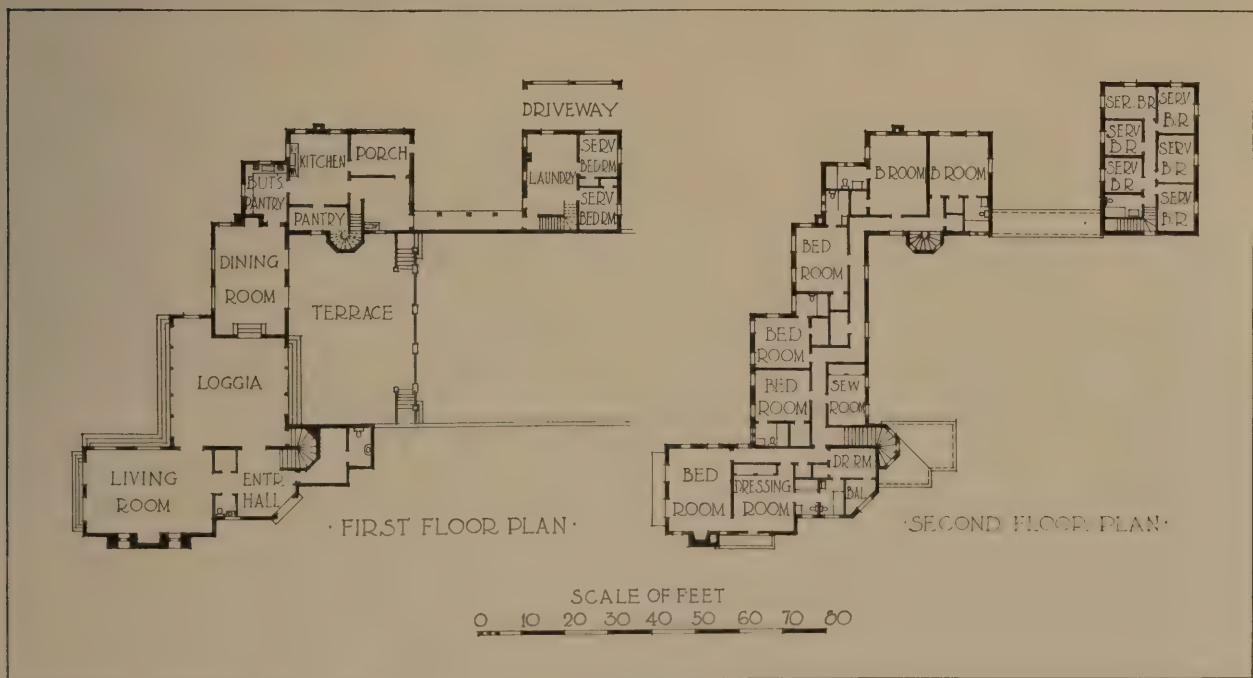 DRIVEWAY
KITCHEN
PORCH
BUT'S
PANTRY
PANTRY
LAUNDRY
SERV
BEDRM
SERV
BEDRM
DINING
ROOM
TERRACE
LOGGIA
LIVING
ROOM
ENTR.
HALL
· FIRST FLOOR PLAN ·
SER. BR
SERV
B.R
SERV
B.R
SERV
B.R
SERV
B.R
SERV
B.R
B ROOM
B ROOM
BED
ROOM
BED
ROOM
BED
ROOM
SEW
ROOM
BED
ROOM
DRESSING
ROOM
DR. RM
BAL.
· SECOND FLOOR PLAN ·
SCALE OF FEET
0 10 20 30 40 50 60 70 80